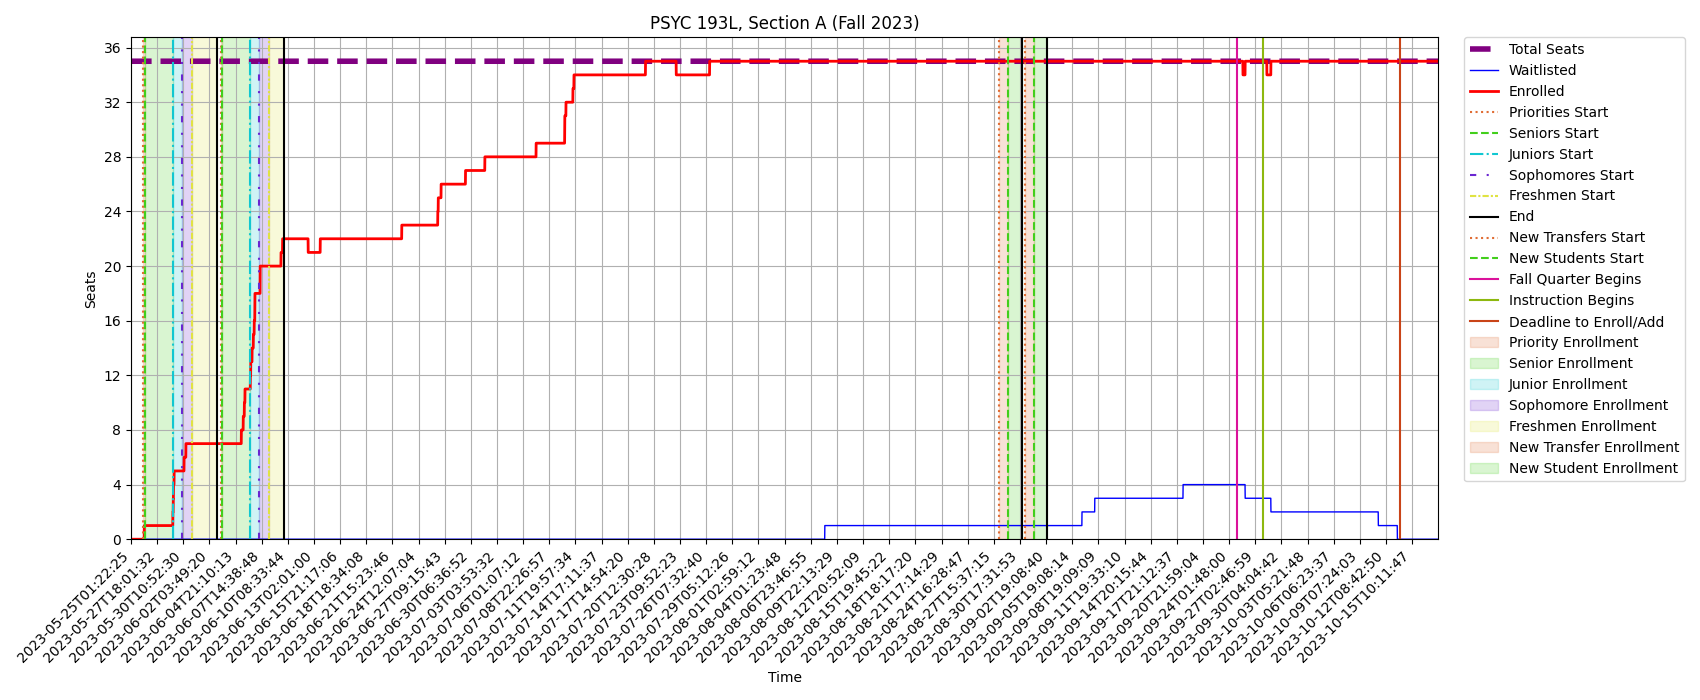 PSYC 193L, Section A (Fall 2023)
Seats
36
32
28
24
20
16
12
8
4
0
2023-05-25T01:22:25
2023-05-27T18:01:32
2023-05-30T10:52:30
2023-06-02T03:49:20
2023-06-04T21:10:13
2023-06-07T14:38:48
2023-06-10T08:33:44
2023-06-13T02:01:00
2023-06-15T21:17:06
2023-06-18T18:34:08
2023-06-21T15:23:46
2023-06-24T12:07:04
2023-06-27T09:15:43
2023-06-30T06:36:52
2023-07-03T03:53:32
2023-07-06T01:07:12
2023-07-08T22:26:57
2023-07-11T19:57:34
2023-07-14T17:11:37
2023-07-17T14:54:20
2023-07-20T12:30:28
2023-07-23T09:52:23
2023-07-26T07:32:40
2023-07-29T05:12:26
2023-08-01T02:59:12
2023-08-04T01:23:48
2023-08-06T23:46:55
2023-08-09T22:13:29
2023-08-12T20:52:09
2023-08-15T19:45:22
2023-08-18T18:17:20
2023-08-21T17:14:29
2023-08-24T16:28:47
2023-08-27T15:37:15
2023-08-30T17:31:53
2023-09-02T19:08:40
2023-09-05T19:08:14
2023-09-08T19:09:09
2023-09-11T19:33:10
2023-09-14T20:15:44
2023-09-17T21:12:37
2023-09-20T21:59:04
2023-09-24T01:48:00
2023-09-27T02:46:59
2023-09-30T04:04:42
2023-10-03T05:21:48
2023-10-06T06:23:37
2023-10-09T07:24:03
2023-10-12T08:42:50
2023-10-15T10:11:47
Time
Total Seats
Waitlisted
Enrolled
Priorities Start
Seniors Start
Juniors Start
Sophomores Start
Freshmen Start
End
New Transfers Start
New Students Start
Fall Quarter Begins
Instruction Begins
Deadline to Enroll/Add
Priority Enrollment
Senior Enrollment
Junior Enrollment
Sophomore Enrollment
Freshmen Enrollment
New Transfer Enrollment
New Student Enrollment